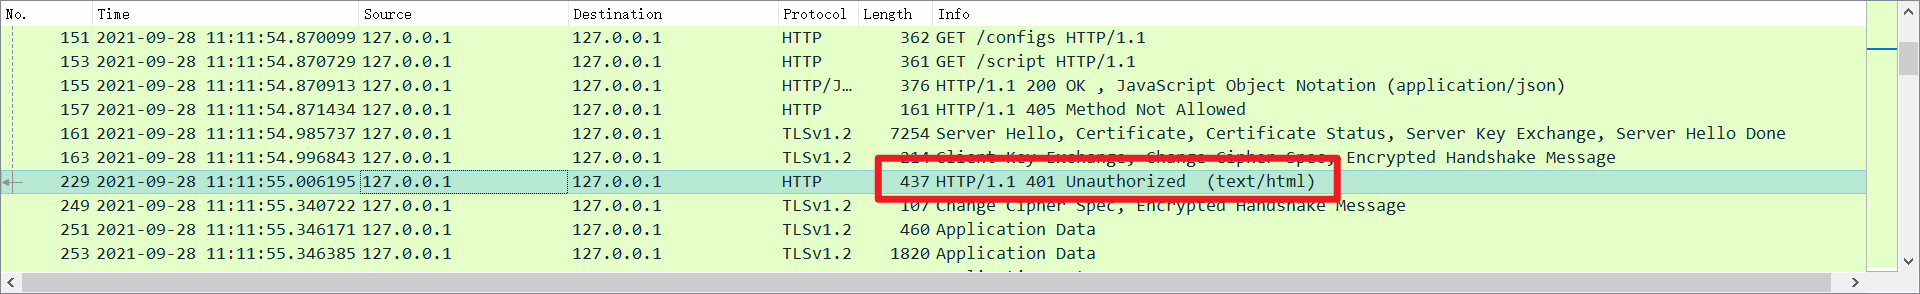 No. Time Source Destination Protocol Length Info
151 2021-09-28 11:11:54.870099 127.0.0.1 127.0.0.1 HTTP 362 GET /configs HTTP/1.1
153 2021-09-28 11:11:54.870729 127.0.0.1 127.0.0.1 HTTP 361 GET /script HTTP/1.1
155 2021-09-28 11:11:54.870913 127.0.0.1 127.0.0.1 HTTP/J… 376 HTTP/1.1 200 OK , JavaScript Object Notation (application/json)
157 2021-09-28 11:11:54.871434 127.0.0.1 127.0.0.1 HTTP 161 HTTP/1.1 405 Method Not Allowed
161 2021-09-28 11:11:54.985737 127.0.0.1 127.0.0.1 TLSv1.2 7254 Server Hello, Certificate, Certificate Status, Server Key Exchange, Server Hello Done
163 2021-09-28 11:11:54.996843 127.0.0.1 127.0.0.1 TLSv1.2 214 Client Key Exchange, Change Cipher Spec, Encrypted Handshake Message
229 2021-09-28 11:11:55.006195 127.0.0.1 127.0.0.1 HTTP 437 HTTP/1.1 401 Unauthorized (text/html)
249 2021-09-28 11:11:55.340722 127.0.0.1 127.0.0.1 TLSv1.2 107 Change Cipher Spec, Encrypted Handshake Message
251 2021-09-28 11:11:55.346171 127.0.0.1 127.0.0.1 TLSv1.2 460 Application Data
253 2021-09-28 11:11:55.346385 127.0.0.1 127.0.0.1 TLSv1.2 1820 Application Data